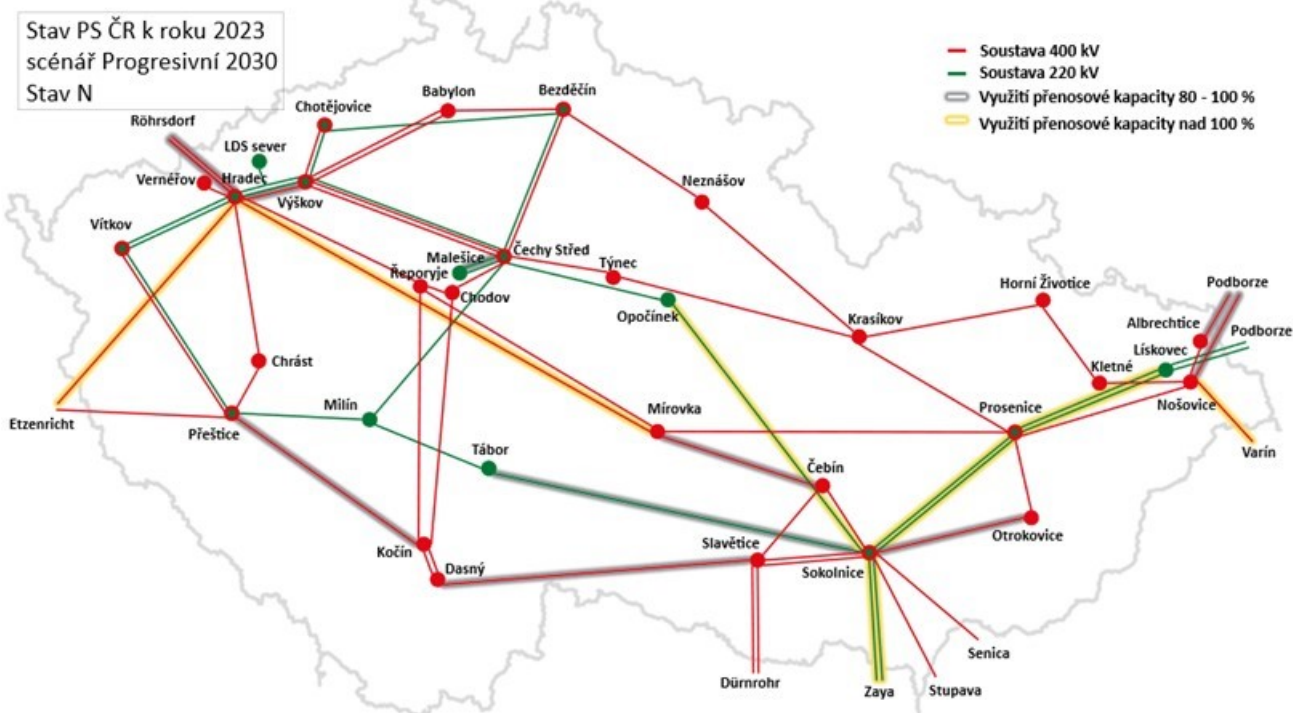 Stav PS ČR k roku 2023
scénář Progresivní 2030
Stav N
Soustava 400 kV
Soustava 220 kV
Využití přenosové kapacity 80 - 100 %
Využití přenosové kapacity nad 100 %
Röhrsdorf
Chotějovice
Babylon
Bezděčín
LDS sever
Vernéřov
Hradec
Výškov
Neznášov
Vítkov
Malešice
Čechy Střed
Řeporyje
Týnec
Chodov
Opočínek
Horní Životice
Podborze
Krasíkov
Albrechtice
Podborze
Lískovec
Chrást
Kletné
Nošovice
Etzenricht
Přeštice
Milín
Mírovka
Prosenice
Varín
Tábor
Čebín
Otrokovice
Kočín
Slavětice
Dasný
Sokolnice
Senica
Dürnrohr
Zaya
Stupava